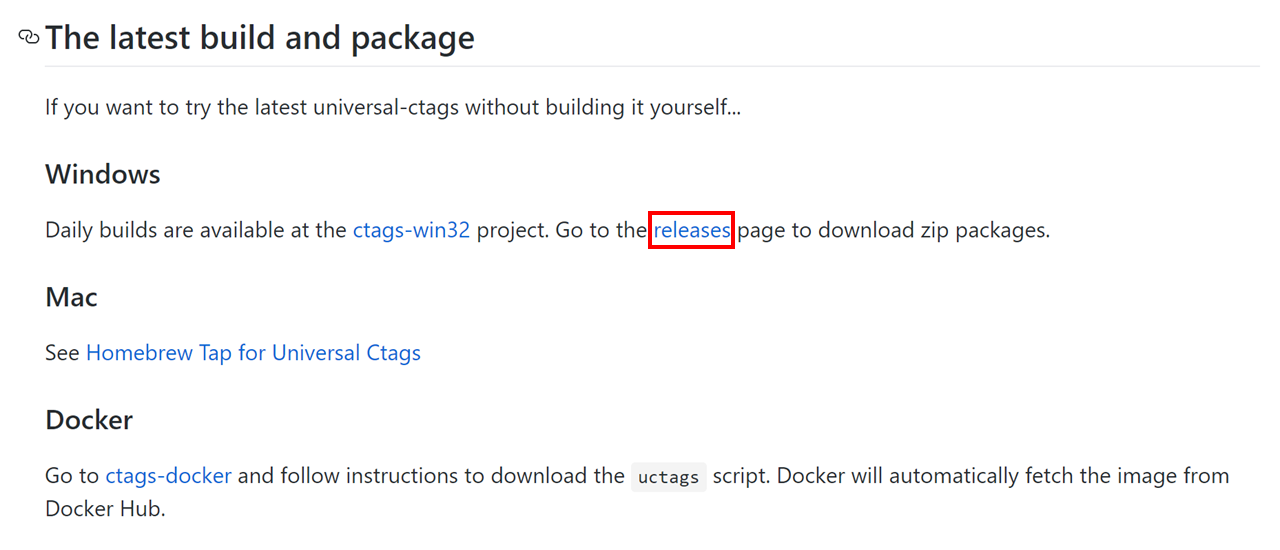 The latest build and package
If you want to try the latest universal-ctags without building it yourself...
Windows
Daily builds are available at the ctags-win32 project. Go to the releases page to download zip packages.
Mac
See Homebrew Tap for Universal Ctags
Docker
Go to ctags-docker and follow instructions to download the uctags script. Docker will automatically fetch the image from
Docker Hub.